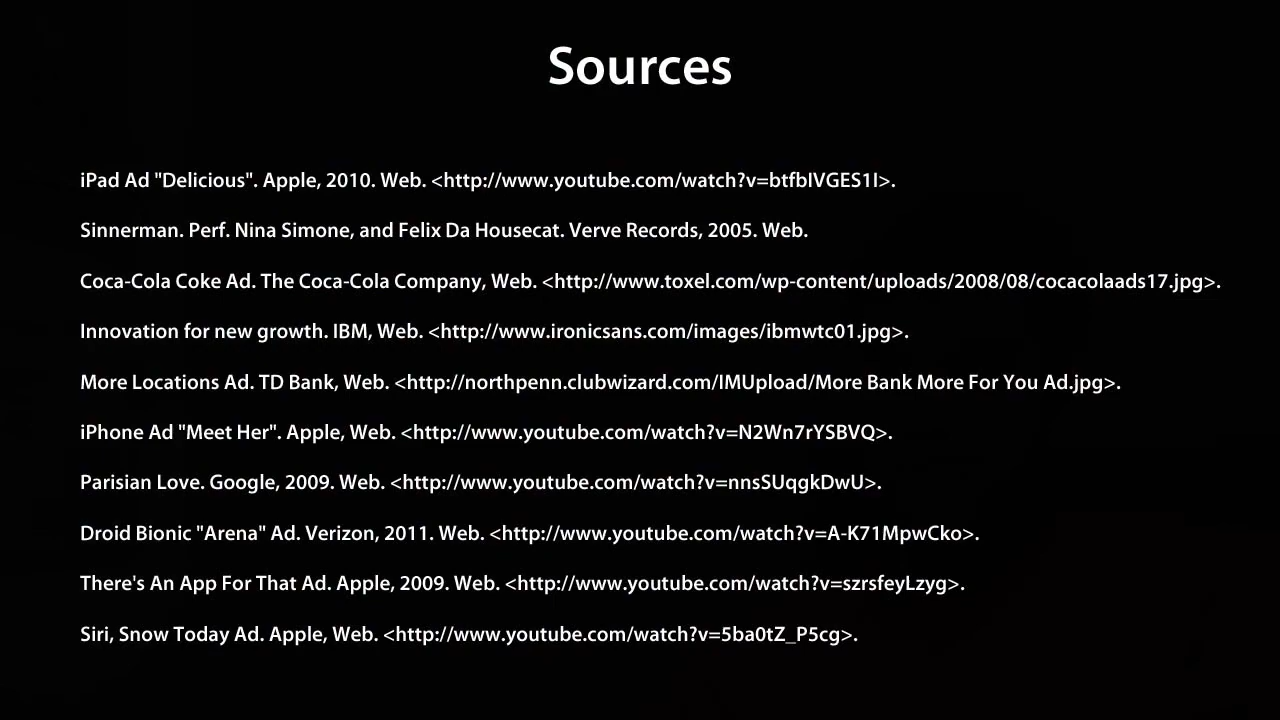 Sources
iPad Ad "Delicious". Apple, 2010. Web. <http://www.youtube.com/watch?v=btfblVGES1I>.
Sinnerman. Perf. Nina Simone, and Felix Da Housecat. Verve Records, 2005. Web.
Coca-Cola Coke Ad. The Coca-Cola Company, Web. <http://www.toxel.com/wp-content/uploads/2008/08/cocacolaads17.jpg>.
Innovation for new growth. IBM, Web. <http://www.ironicsans.com/images/ibmwtc01.jpg>.
More Locations Ad. TD Bank, Web. <http://northpenn.clubwizard.com/IMUpload/More Bank More For You Ad.jpg>.
iPhone Ad "Meet Her". Apple, Web. <http://www.youtube.com/watch?v=N2Wn7rYSBVQ>.
Parisian Love. Google, 2009. Web. <http://www.youtube.com/watch?v=nnsSUqgkDwU>.
Droid Bionic "Arena" Ad. Verizon, 2011. Web. <http://www.youtube.com/watch?v=A-K71MpwCko>.
There's An App For That Ad. Apple, 2009. Web. <http://www.youtube.com/watch?v=szrsfeyLzyg>.
Siri, Snow Today Ad. Apple, Web. <http://www.youtube.com/watch?v=5ba0tZ_P5cg>.